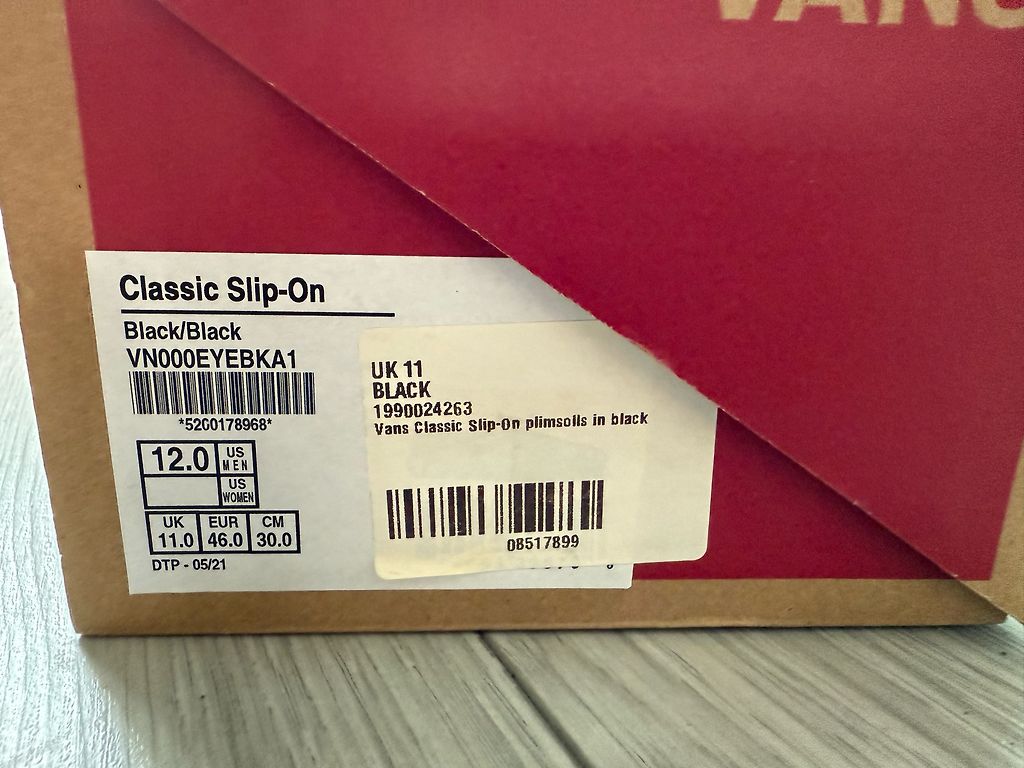 VANS
Classic Slip-On
Black/Black
VN000EYEBKA1
*5200178968*
12.0 US MEN
US WOMEN
UK EUR CM
11.0 46.0 30.0
DTP - 05/21
UK 11
BLACK
1990024263
Vans Classic Slip-On plimsolls in black
08517899